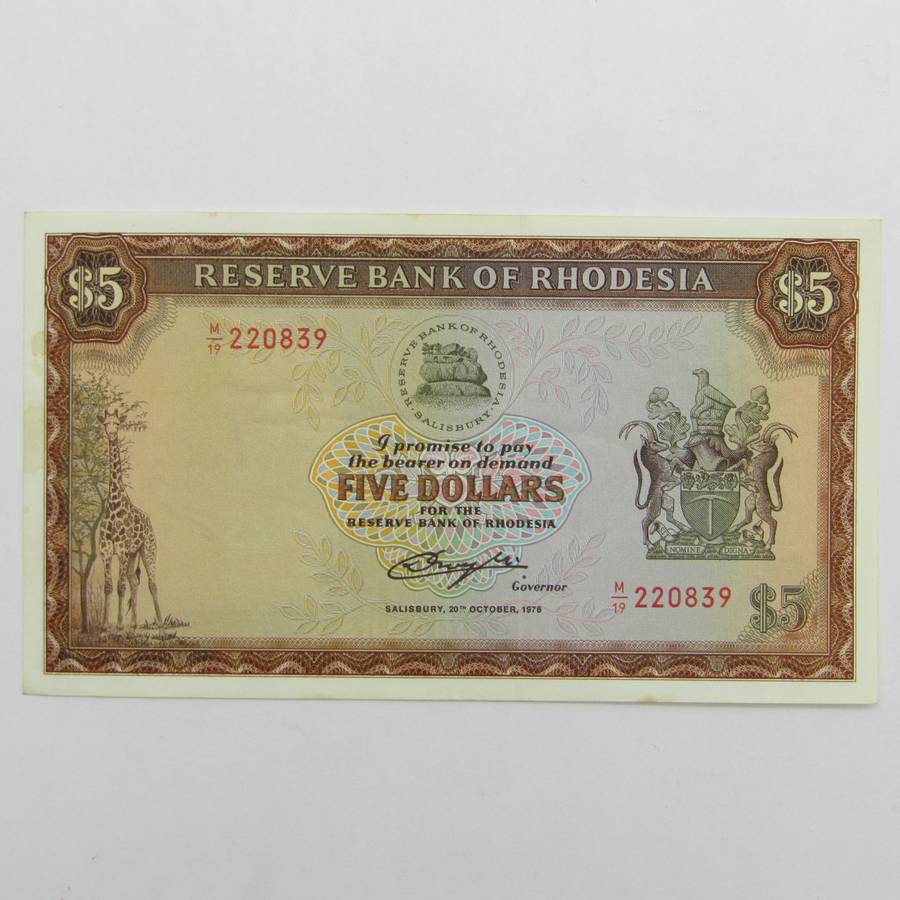 $5 RESERVE BANK OF RHODESIA $5
M/19 220839
RESERVE BANK OF RHODESIA
· SALISBURY ·
I promise to pay
the bearer on demand
FIVE DOLLARS
FOR THE
RESERVE BANK OF RHODESIA
Governor
SALISBURY, 20TH OCTOBER, 1978
NOMINE DIGNA
M/19 220839
$5